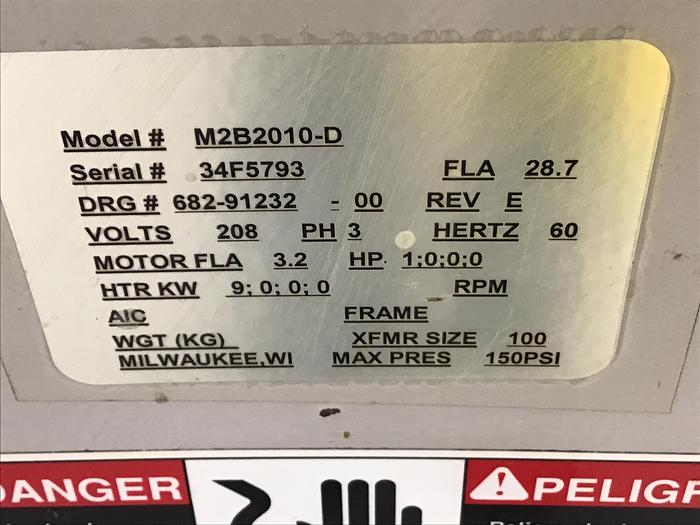 Model # M2B2010-D
Serial # 34F5793 FLA 28.7
DRG # 682-91232 - 00 REV E
VOLTS 208 PH 3 HERTZ 60
MOTOR FLA 3.2 HP 1;0;0;0
HTR KW 9; 0; 0; 0 RPM
AIC FRAME
WGT (KG) XFMR SIZE 100
MILWAUKEE,WI MAX PRES 150PSI
ANGER PELIGR